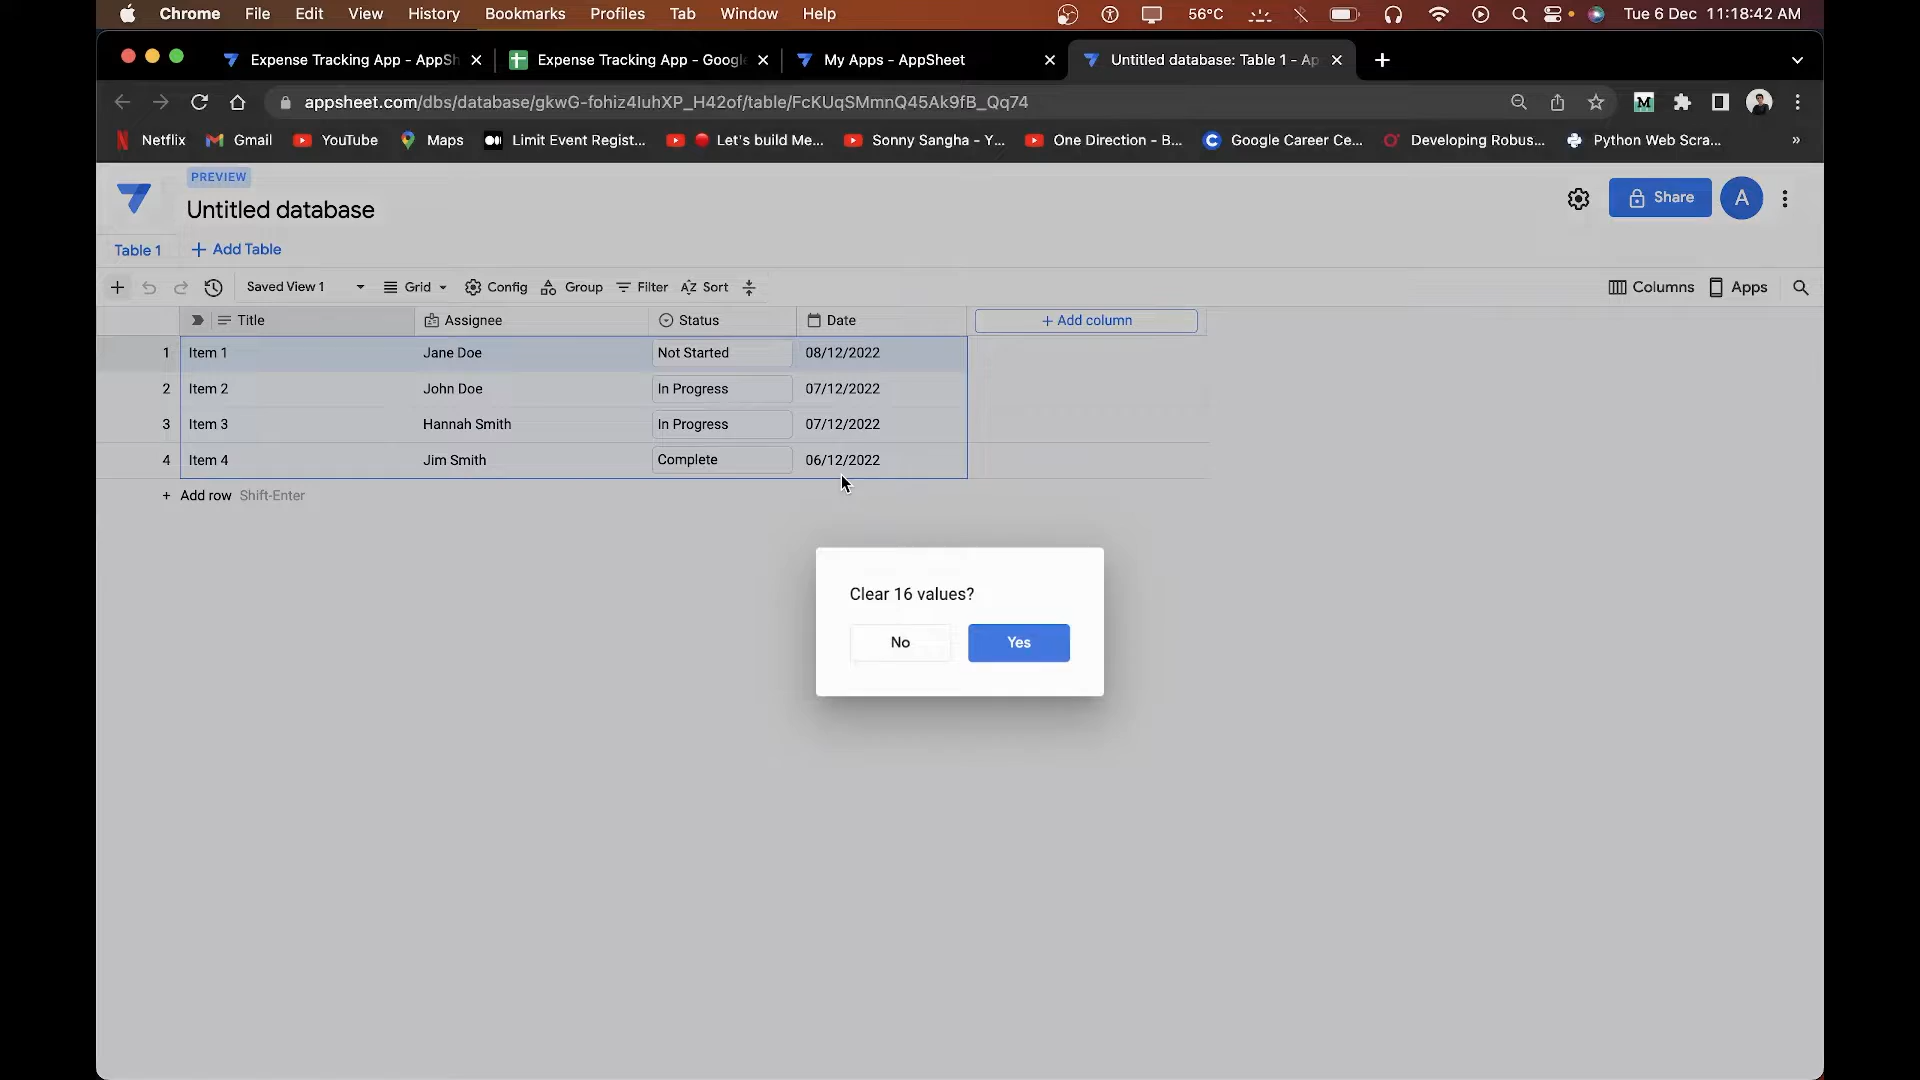 Chrome File Edit View History Bookmarks Profiles Tab Window Help 56°C Tue 6 Dec 11:18:42 AM
Expense Tracking App - AppSh Expense Tracking App - Google My Apps - AppSheet Untitled database: Table 1 - Ap
appsheet.com/dbs/database/gkwG-fohiz4IuhXP_H42of/table/FcKUqSMmnQ45Ak9fB_Qq74
Netflix Gmail YouTube Maps Limit Event Regist... Let's build Me... Sonny Sangha - Y... One Direction - B... Google Career Ce... Developing Robus... Python Web Scra... »
PREVIEW
Untitled database
Share A
Table 1 + Add Table
Saved View 1 Grid Config Group Filter Sort Columns Apps
Title Assignee Status Date + Add column
1 Item 1 Jane Doe Not Started 08/12/2022
2 Item 2 John Doe In Progress 07/12/2022
3 Item 3 Hannah Smith In Progress 07/12/2022
4 Item 4 Jim Smith Complete 06/12/2022
+ Add row Shift-Enter
Clear 16 values?
No Yes